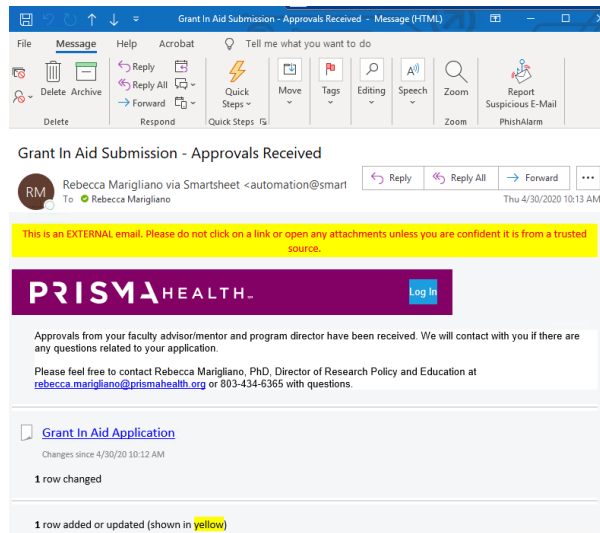 Grant In Aid Submission - Approvals Received - Message (HTML)
File Message Help Acrobat Tell me what you want to do
Delete Archive
Reply
Reply All
Forward
Quick Steps
Move
Tags
Editing
Speech
Zoom
Report Suspicious E-Mail
Delete Respond Quick Steps Zoom PhishAlarm
Grant In Aid Submission - Approvals Received
RM
Rebecca Marigliano via Smartsheet <automation@smart
To Rebecca Marigliano
Reply Reply All Forward
Thu 4/30/2020 10:13 AM
This is an EXTERNAL email. Please do not click on a link or open any attachments unless you are confident it is from a trusted
source.
PRISMA HEALTH
Log In
Approvals from your faculty advisor/mentor and program director have been received. We will contact with you if there are
any questions related to your application.
Please feel free to contact Rebecca Marigliano, PhD, Director of Research Policy and Education at
rebecca.marigliano@prismahealth.org or 803-434-6365 with questions.
Grant In Aid Application
Changes since 4/30/20 10:12 AM
1 row changed
1 row added or updated (shown in yellow)